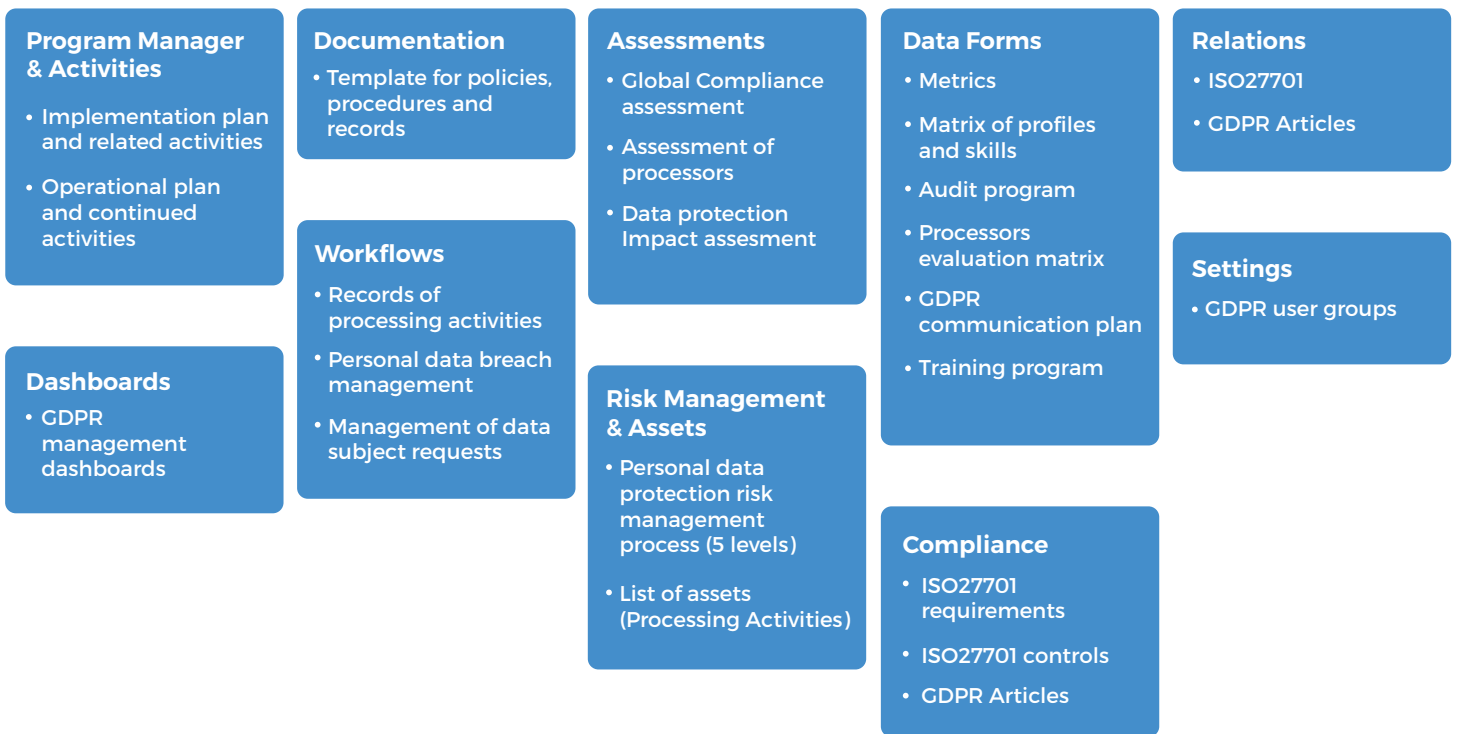 Program Manager
& Activities
• Implementation plan
and related activities
• Operational plan
and continued
activities
Dashboards
• GDPR
management
dashboards
Documentation
• Template for policies,
procedures and
records
Workflows
• Records of
processing activities
• Personal data breach
management
• Management of data
subject requests
Assessments
• Global Compliance
assessment
• Assessment of
processors
• Data protection
Impact assesment
Risk Management
& Assets
• Personal data
protection risk
management
process (5 levels)
• List of assets
(Processing Activities)
Data Forms
• Metrics
• Matrix of profiles
and skills
• Audit program
• Processors
evaluation matrix
• GDPR
communication plan
• Training program
Compliance
• ISO27701
requirements
• ISO27701 controls
• GDPR Articles
Relations
• ISO27701
• GDPR Articles
Settings
• GDPR user groups